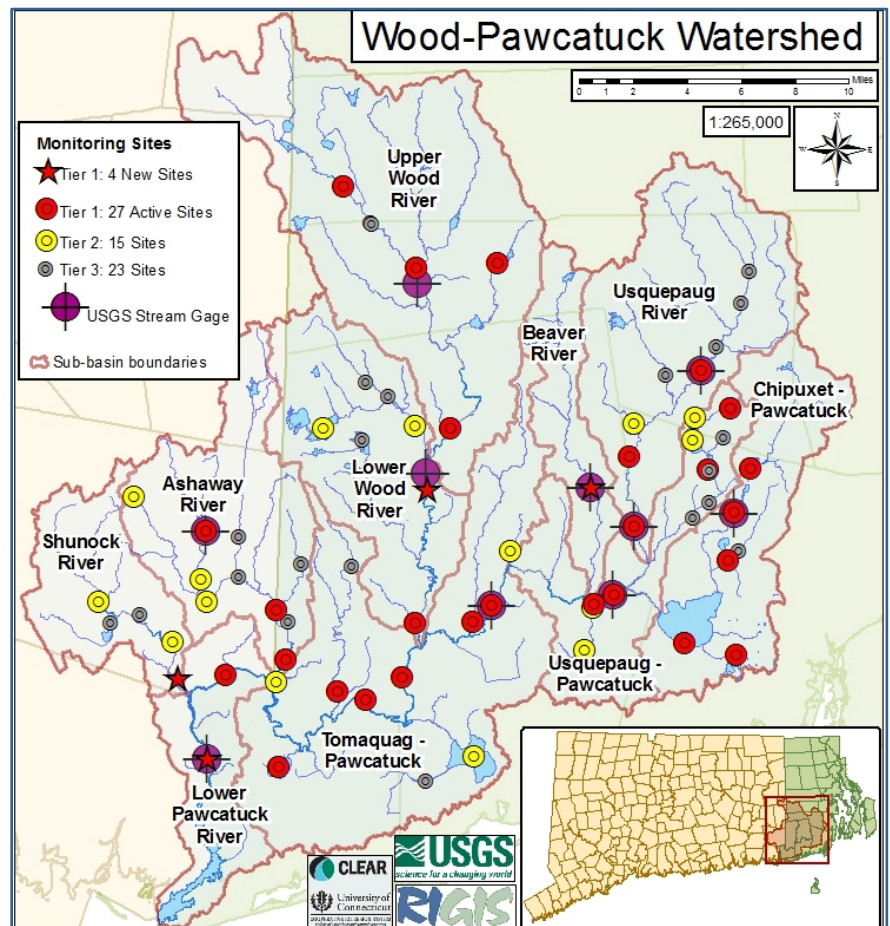 Wood-Pawcatuck Watershed
Miles
0 1 2 4 6 8 10
1:265,000
N
W E
S
Monitoring Sites
Tier 1: 4 New Sites
Tier 1: 27 Active Sites
Tier 2: 15 Sites
Tier 3: 23 Sites
USGS Stream Gage
Sub-basin boundaries
Upper
Wood
River
Usquepaug
River
Beaver
River
Chipuxet -
Pawcatuck
Lower
Wood
River
Ashaway
River
Shunock
River
Usquepaug -
Pawcatuck
Tomaquag -
Pawcatuck
Lower
Pawcatuck
River
CLEAR
University of
Connecticut
USGS
science for a changing world
RIGIS